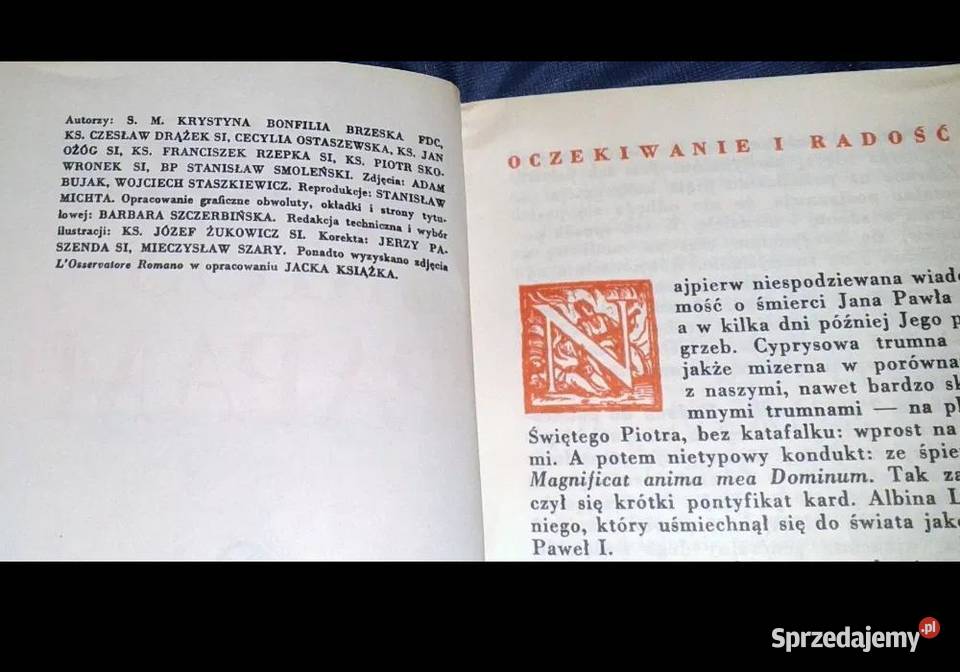 Autorzy: S. M. KRYSTYNA BONFILIA BRZESKA FDC,
KS. CZESŁAW DRĄŻEK SI, CECYLIA OSTASZEWSKA, KS. JAN
OŻÓG SI, KS. FRANCISZEK RZEPKA SI, KS. PIOTR SKO-
WRONEK SI, BP STANISŁAW SMOLEŃSKI. Zdjęcia: ADAM
BUJAK, WOJCIECH STASZKIEWICZ. Reprodukcje: STANISŁAW
MICHTA. Opracowanie graficzne obwoluty, okładki i strony tytu-
łowej: BARBARA SZCZERBIŃSKA. Redakcja techniczna i wybór
ilustracji: KS. JÓZEF ŻUKOWICZ SI. Korekta: JERZY PA-
SZENDA SI, MIECZYSŁAW SZARY. Ponadto wyzyskano zdjęcia
L'Osservatore Romano w opracowaniu JACKA KSIĄŻKA.
OCZEKIWANIE I RADOŚĆ
Najpierw niespodziewana wiado
mość o śmierci Jana Pawła
a w kilka dni później Jego p
grzeb. Cyprysowa trumna
jakże mizerna w porówna
z naszymi, nawet bardzo sk
mnymi trumnami — na pl
Świętego Piotra, bez katafalku: wprost na
mi. A potem nietypowy kondukt: ze śpie
Magnificat anima mea Dominum. Tak za
czył się krótki pontyfikat kard. Albina L
niego, który uśmiechnął się do świata jako
Paweł I.
Sprzedajemy.pl